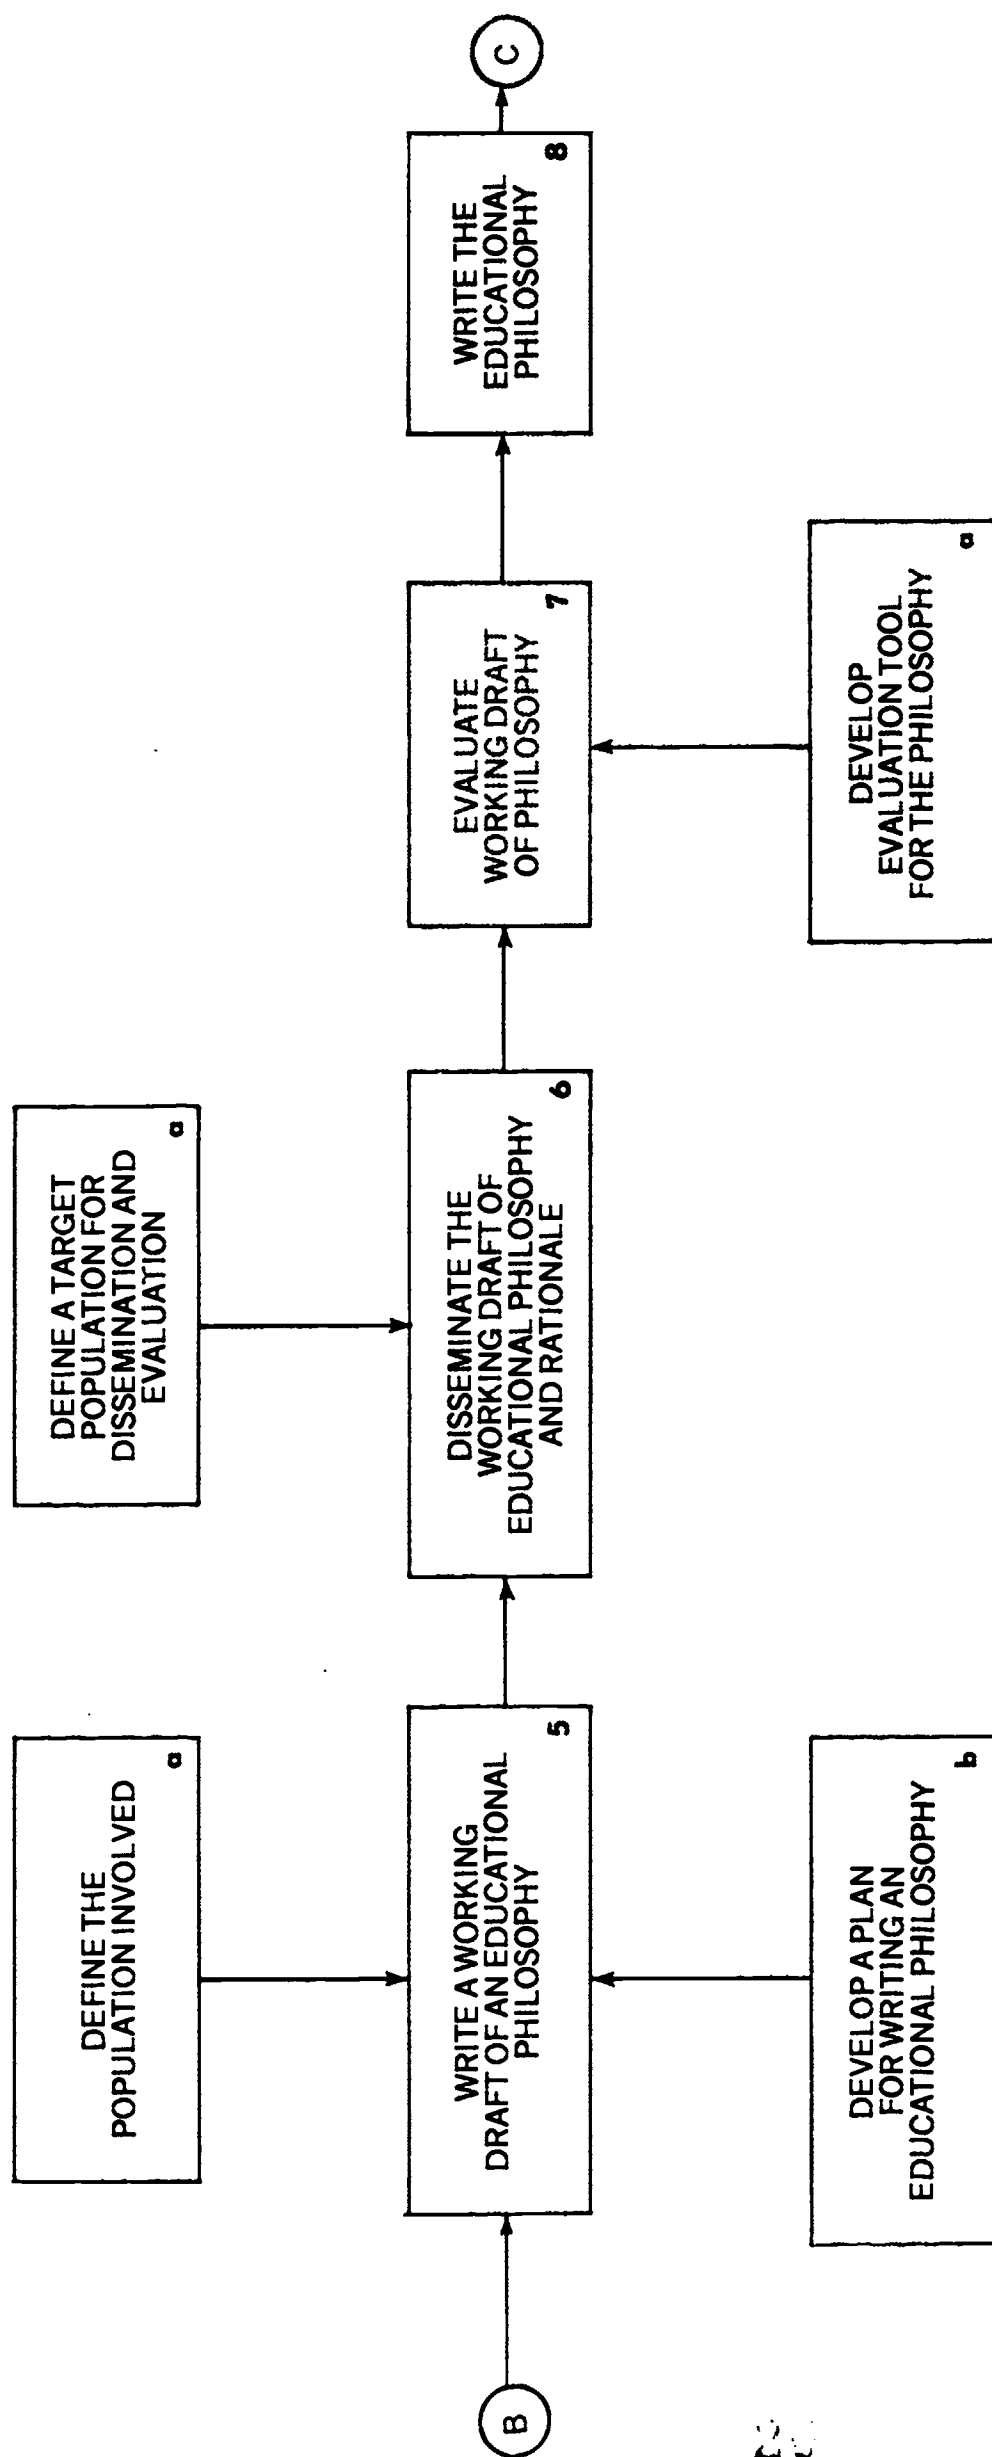 B
DEFINE THE
POPULATION INVOLVED
a
WRITE A WORKING
DRAFT OF AN EDUCATIONAL
PHILOSOPHY
5
DEVELOP A PLAN
FOR WRITING AN
EDUCATIONAL PHILOSOPHY
b
DEFINE A TARGET
POPULATION FOR
DISSEMINATION AND
EVALUATION
a
DISSEMINATE THE
WORKING DRAFT OF
EDUCATIONAL PHILOSOPHY
AND RATIONALE
6
EVALUATE
WORKING DRAFT
OF PHILOSOPHY
7
DEVELOP
EVALUATION TOOL
FOR THE PHILOSOPHY
a
WRITE THE
EDUCATIONAL
PHILOSOPHY
8
C